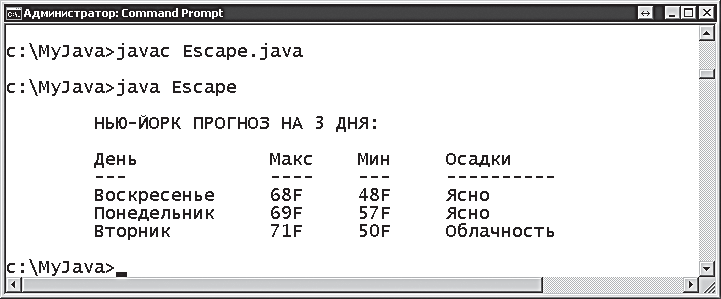 Администратор: Command Prompt
c:\MyJava>javac Escape.java
c:\MyJava>java Escape
НЬЮ-ЙОРК ПРОГНОЗ НА 3 ДНЯ:
День Макс Мин Осадки
--- ---- --- ----------
Воскресенье 68F 48F Ясно
Понедельник 69F 57F Ясно
Вторник 71F 50F Облачность
c:\MyJava>_